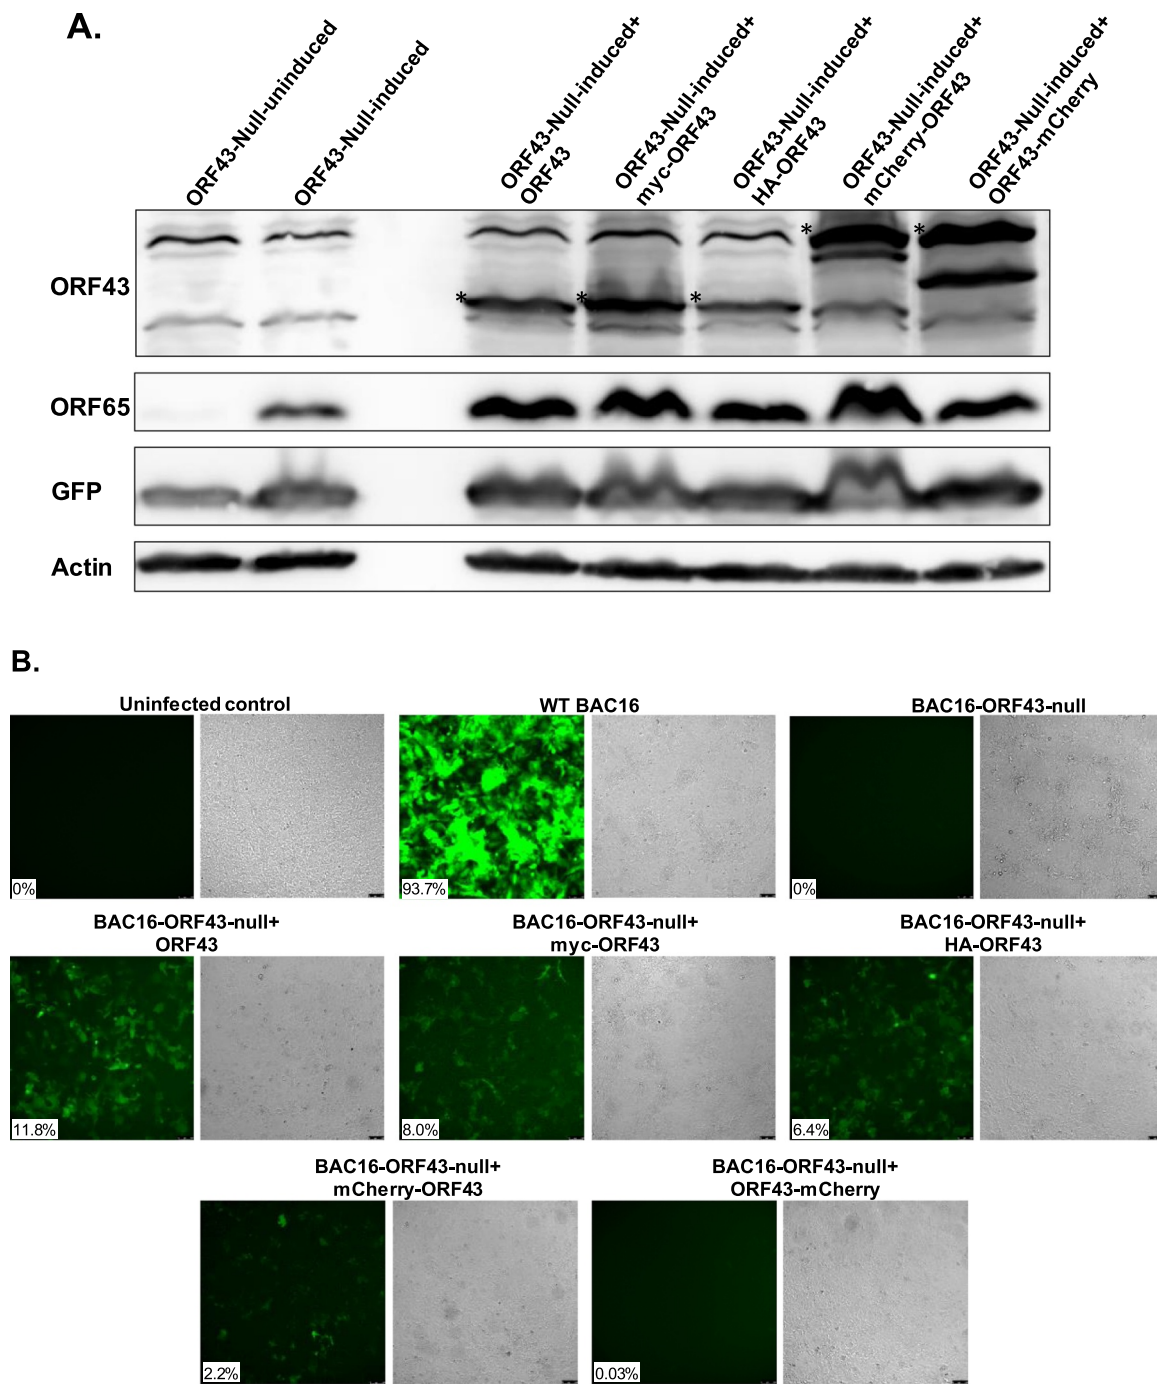 A.
ORF43-Null-uninduced
ORF43-Null-induced
ORF43-Null-induced+
ORF43
ORF43-Null-induced+
myc-ORF43
ORF43-Null-induced+
HA-ORF43
ORF43-Null-induced+
mCherry-ORF43
ORF43-Null-induced+
ORF43-mCherry
ORF43
* * * * *
ORF65
GFP
Actin
B.
Uninfected control
WT BAC16
BAC16-ORF43-null
0%
93.7%
0%
BAC16-ORF43-null+
ORF43
BAC16-ORF43-null+
myc-ORF43
BAC16-ORF43-null+
HA-ORF43
11.8%
8.0%
6.4%
BAC16-ORF43-null+
mCherry-ORF43
BAC16-ORF43-null+
ORF43-mCherry
2.2%
0.03%